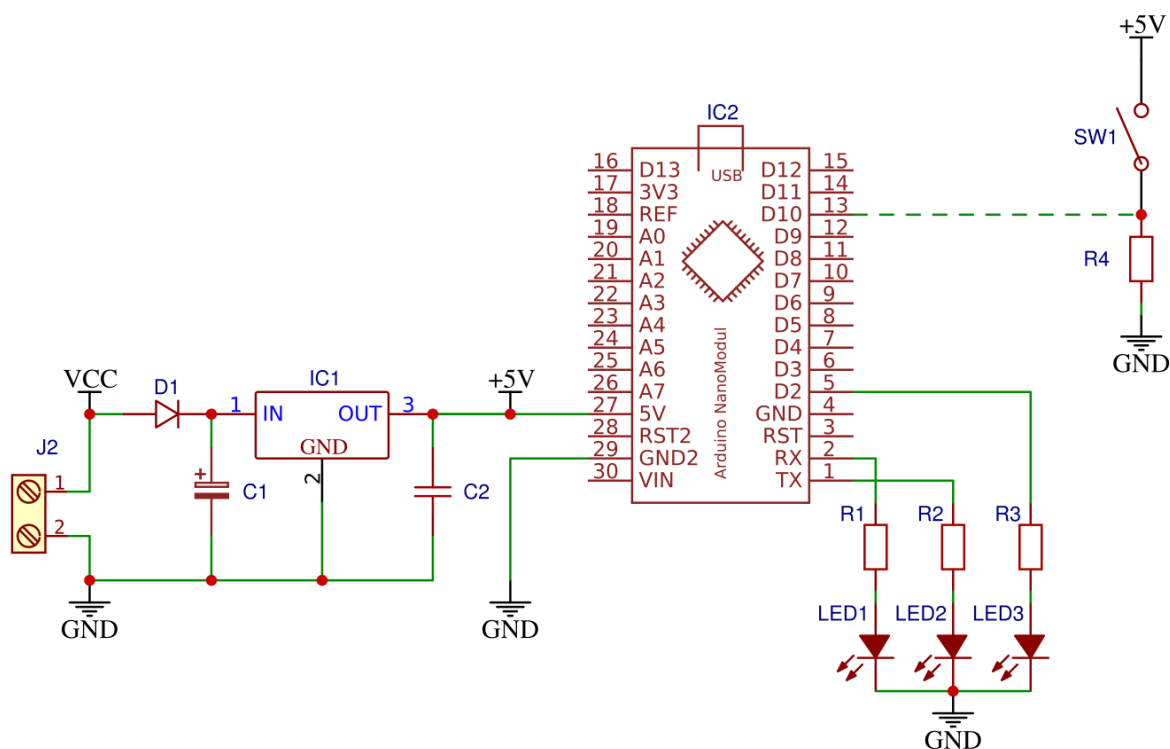 +5V
SW1
R4
GND
IC2
USB
16 D13 D12 15
17 3V3 D11 14
18 REF D10 13
19 A0 D9 12
20 A1 D8 11
21 A2 D7 10
22 A3 D6 9
23 A4 D5 8
24 A5 D4 7
25 A6 D3 6
26 A7 D2 5
27 5V GND 4
28 RST2 RST 3
29 GND2 RX 2
30 VIN TX 1
Arduino NanoModul
VCC
D1
IC1
+5V
1 IN OUT 3
GND
2
J2
1
2
C1
C2
GND
GND
R1 R2 R3
LED1 LED2 LED3
GND